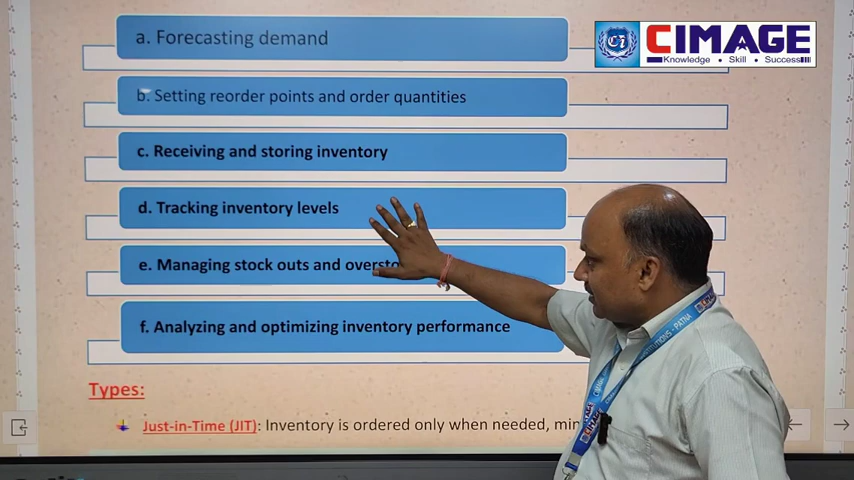 a. Forecasting demand
CIMAGE
Knowledge • Skill • Success
b. Setting reorder points and order quantities
c. Receiving and storing inventory
d. Tracking inventory levels
e. Managing stock outs and
f. Analyzing and optimizing inventory performance
Types:
Just-in-Time (JIT): Inventory is ordered only when needed,
INSTITUTIONS - PATNA